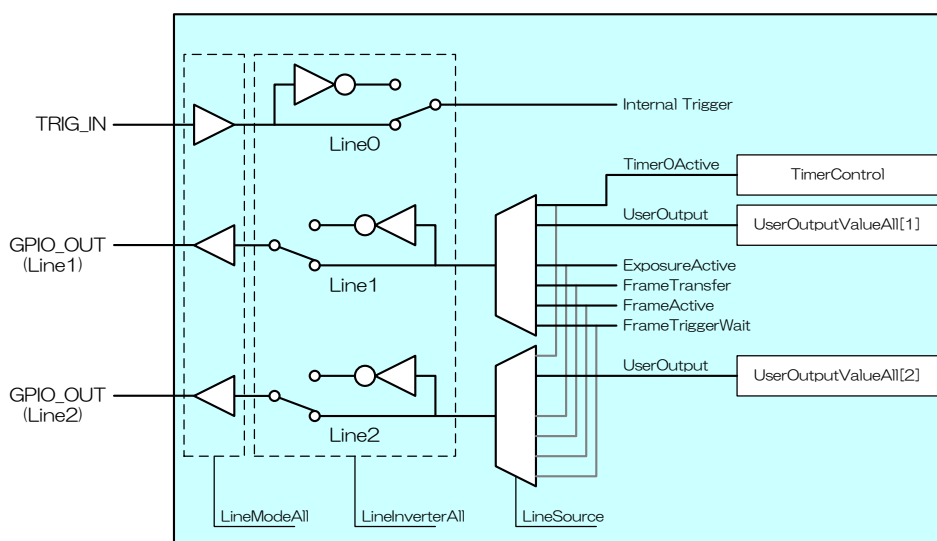 TRIG_IN
Line0
Internal Trigger
Timer0Active
TimerControl
GPIO_OUT
(Line1)
Line1
UserOutput
UserOutputValueAll[1]
ExposureActive
FrameTransfer
FrameActive
FrameTriggerWait
GPIO_OUT
(Line2)
Line2
UserOutput
UserOutputValueAll[2]
LineModeAll
LineInverterAll
LineSource